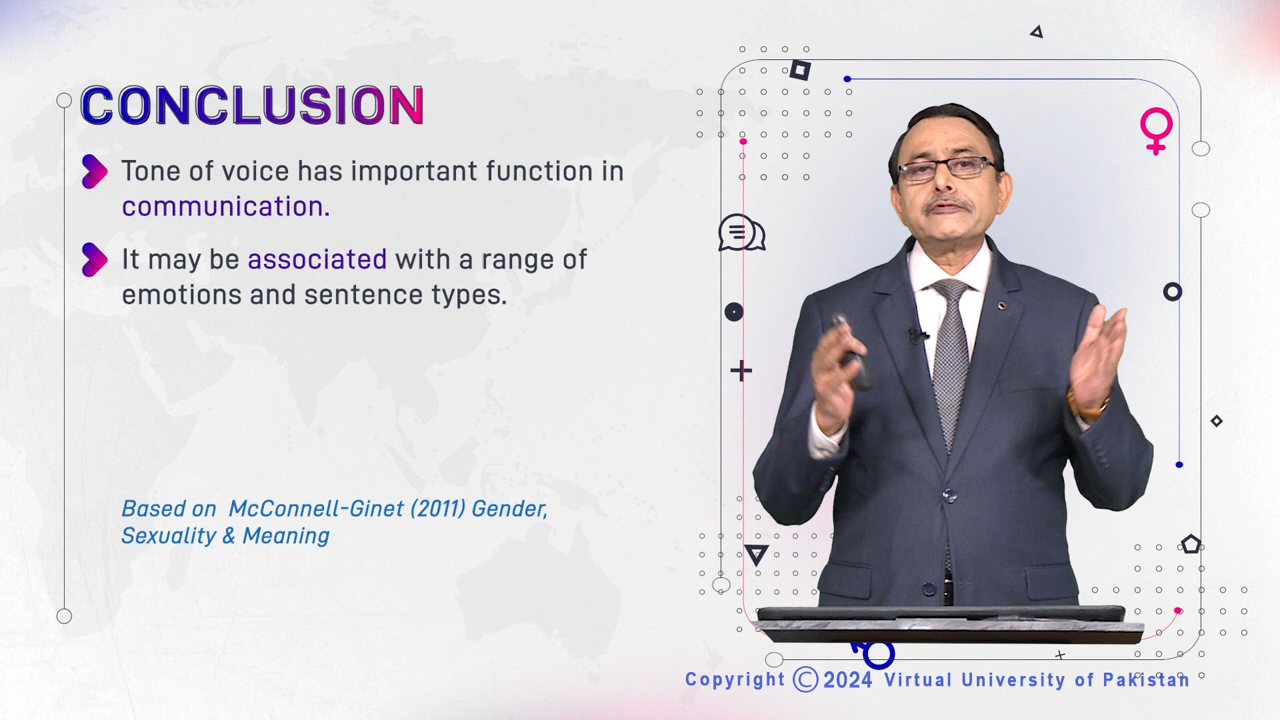 CONCLUSION
Tone of voice has important function in
communication.
It may be associated with a range of
emotions and sentence types.
Based on McConnell-Ginet (2011) Gender,
Sexuality & Meaning
Copyright ©2024 Virtual University of Pakistan